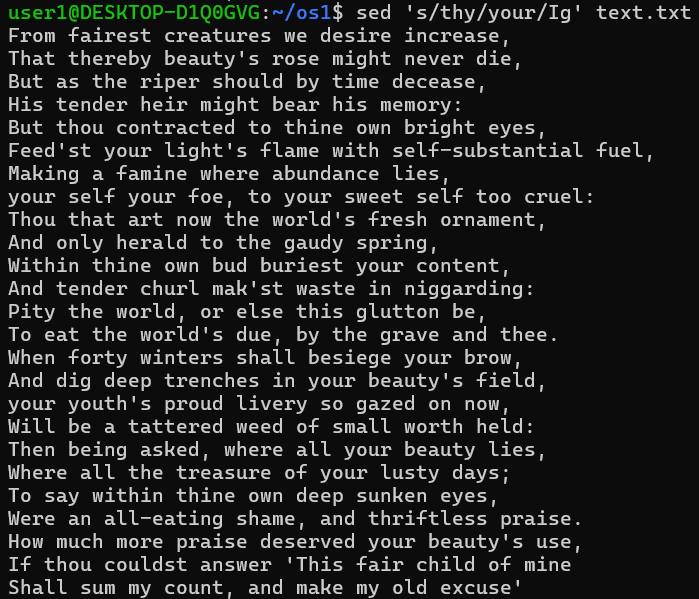 user1@DESKTOP-D1Q0GVG:~/os1$ sed 's/thy/your/Ig' text.txt
From fairest creatures we desire increase,
That thereby beauty's rose might never die,
But as the riper should by time decease,
His tender heir might bear his memory:
But thou contracted to thine own bright eyes,
Feed'st your light's flame with self-substantial fuel,
Making a famine where abundance lies,
your self your foe, to your sweet self too cruel:
Thou that art now the world's fresh ornament,
And only herald to the gaudy spring,
Within thine own bud buriest your content,
And tender churl mak'st waste in niggarding:
Pity the world, or else this glutton be,
To eat the world's due, by the grave and thee.
When forty winters shall besiege your brow,
And dig deep trenches in your beauty's field,
your youth's proud livery so gazed on now,
Will be a tattered weed of small worth held:
Then being asked, where all your beauty lies,
Where all the treasure of your lusty days;
To say within thine own deep sunken eyes,
Were an all-eating shame, and thriftless praise.
How much more praise deserved your beauty's use,
If thou couldst answer 'This fair child of mine
Shall sum my count, and make my old excuse'